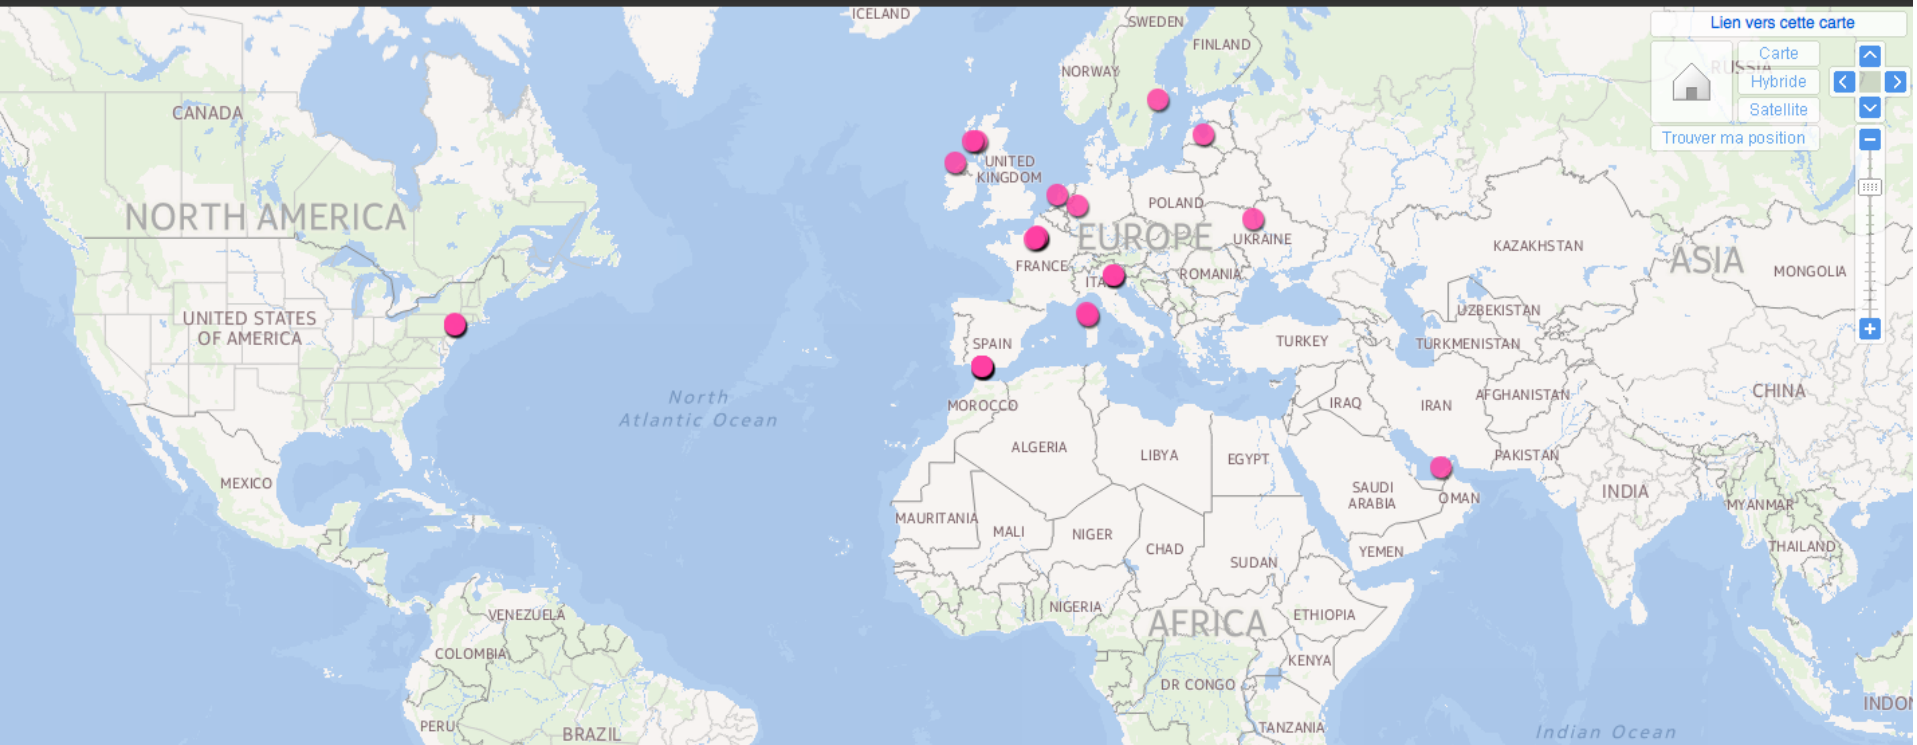 ICELAND
SWEDEN
FINLAND
NORWAY
RUSSIA
Lien vers cette carte
Carte
Hybride
Satellite
Trouver ma position
CANADA
UNITED
KINGDOM
NORTH AMERICA
POLAND
EUROPE
UKRAINE
KAZAKHSTAN
ASIA
MONGOLIA
FRANCE
ROMANIA
ITA
UNITED STATES
OF AMERICA
UZBEKISTAN
SPAIN
TURKEY
TURKMENISTAN
CHINA
North
Atlantic Ocean
MOROCCO
IRAQ
IRAN
AFGHANISTAN
ALGERIA
LIBYA
EGYPT
PAKISTAN
MEXICO
SAUDI
ARABIA
OMAN
INDIA
MYANMAR
MAURITANIA
MALI
NIGER
CHAD
SUDAN
YEMEN
THAILAND
VENEZUELA
NIGERIA
AFRICA
ETHIOPIA
COLOMBIA
KENYA
DR CONGO
INDON
PERU
BRAZIL
TANZANIA
Indian Ocean